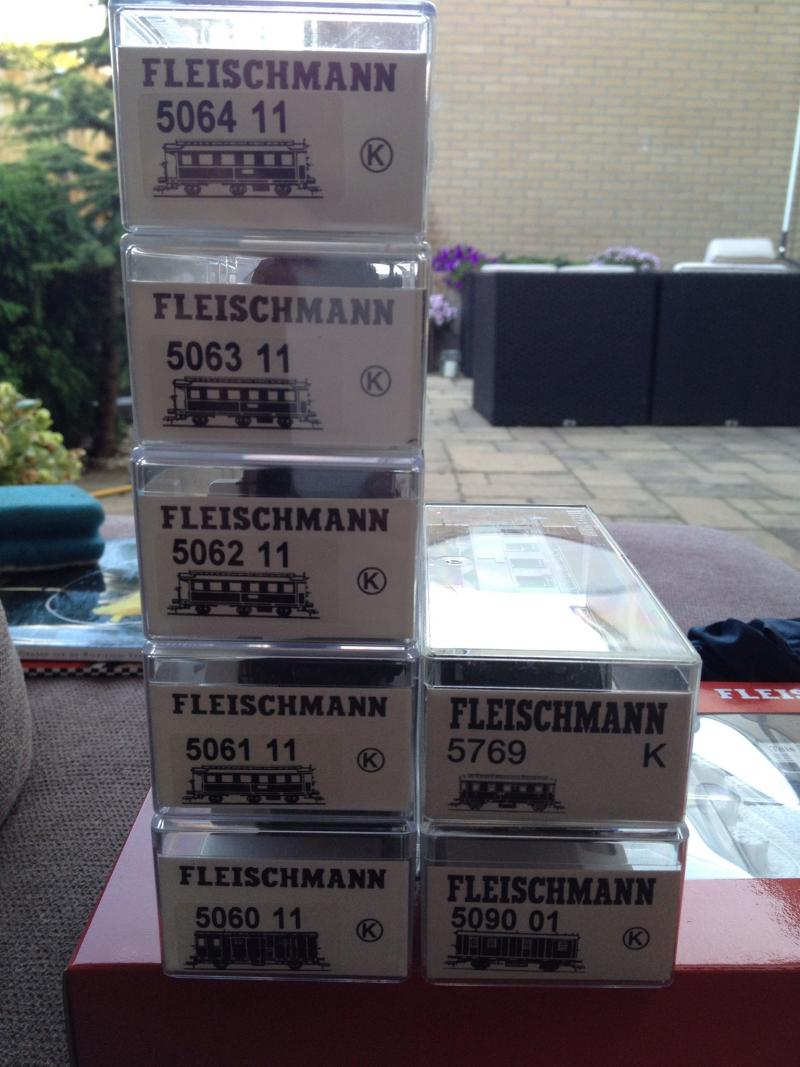 FLEISCHMANN
5064 11
K
FLEISCHMANN
5063 11
K
FLEISCHMANN
5062 11
K
FLEISCHMANN
5061 11
K
FLEISCHMANN
5060 11
K
FLEISCHMANN
5769 K
FLEISCHMANN
5090 01
K
FLEIS